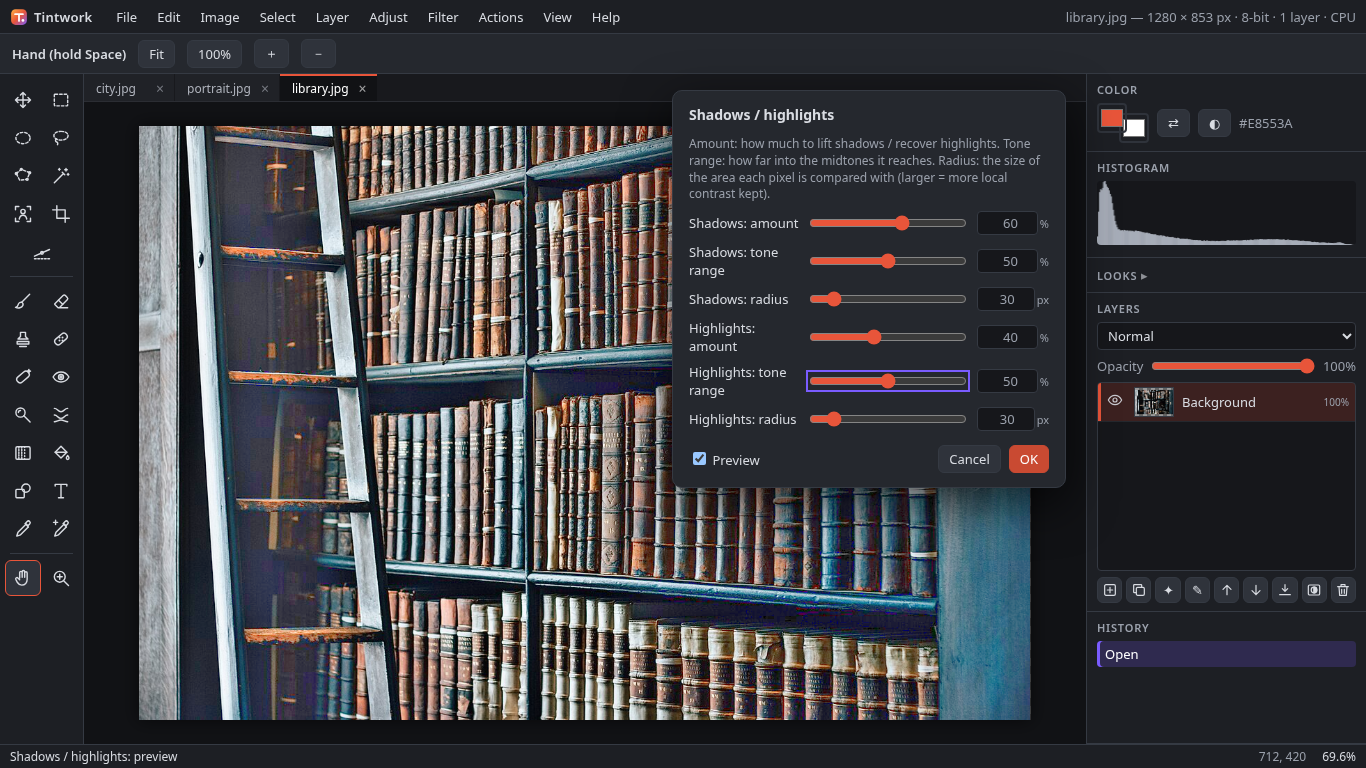 Tintwork File Edit Image Select Layer Adjust Filter Actions View Help library.jpg — 1280 × 853 px · 8-bit · 1 layer · CPU
Hand (hold Space) Fit 100% + −
city.jpg × portrait.jpg × library.jpg ×
Shadows / highlights
Amount: how much to lift shadows / recover highlights. Tone
range: how far into the midtones it reaches. Radius: the size of
the area each pixel is compared with (larger = more local
contrast kept).
Shadows: amount 60 %
Shadows: tone
range 50 %
Shadows: radius 30 px
Highlights:
amount 40 %
Highlights: tone
range 50 %
Highlights: radius 30 px
Preview Cancel OK
COLOR
#E8553A
HISTOGRAM
LOOKS ▸
LAYERS
Normal
Opacity 100%
Background 100%
HISTORY
Open
Shadows / highlights: preview 712, 420 69.6%